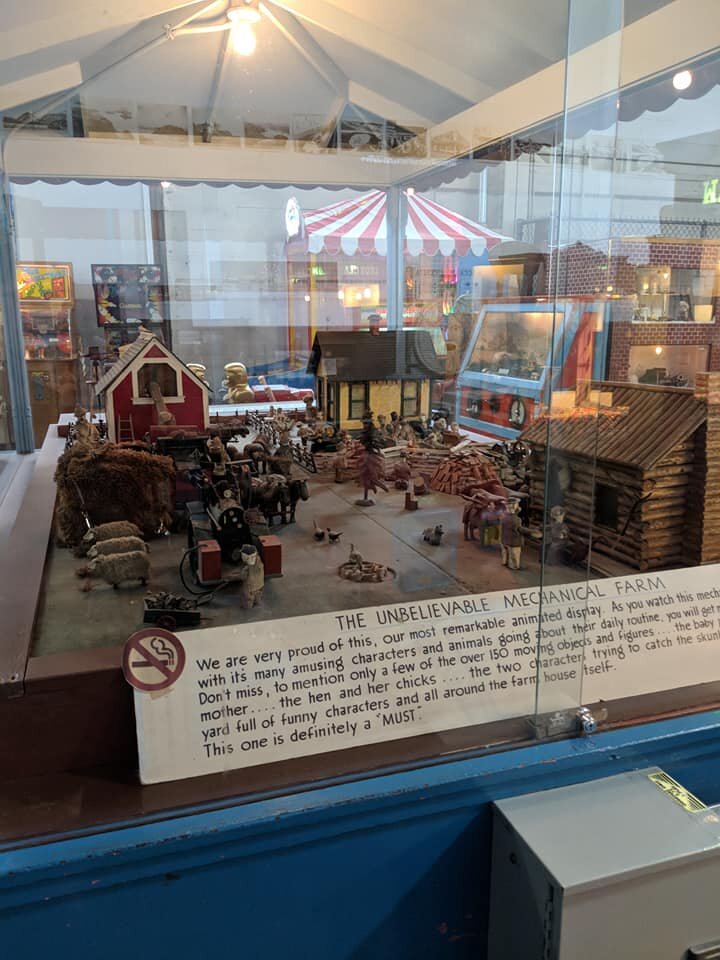 THE UNBELIEVABLE MECHANICAL FARM
We are very proud of this, our most remarkable animated display. As you watch this mech
with it's many amusing characters and animals going about their daily routine, you will get
Don't miss, to mention only a few of the over 150 moving objects and figures.... the baby
mother.... the hen and her chicks .... the two characters trying to catch the skun
yard full of funny characters and all around the farm house itself.
This one is definitely a "MUST".